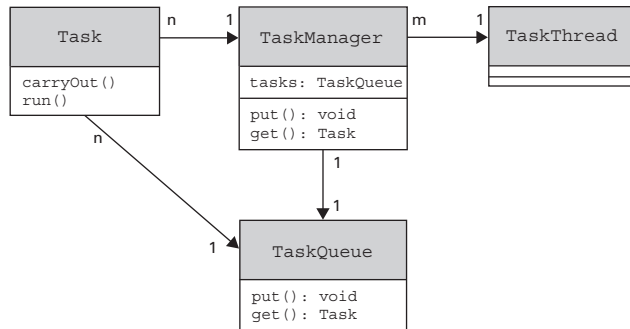 Task
carryOut()
run()
n
1
TaskManager
tasks: TaskQueue
put(): void
get(): Task
m
1
TaskThread
n
1
1
1
TaskQueue
put(): void
get(): Task